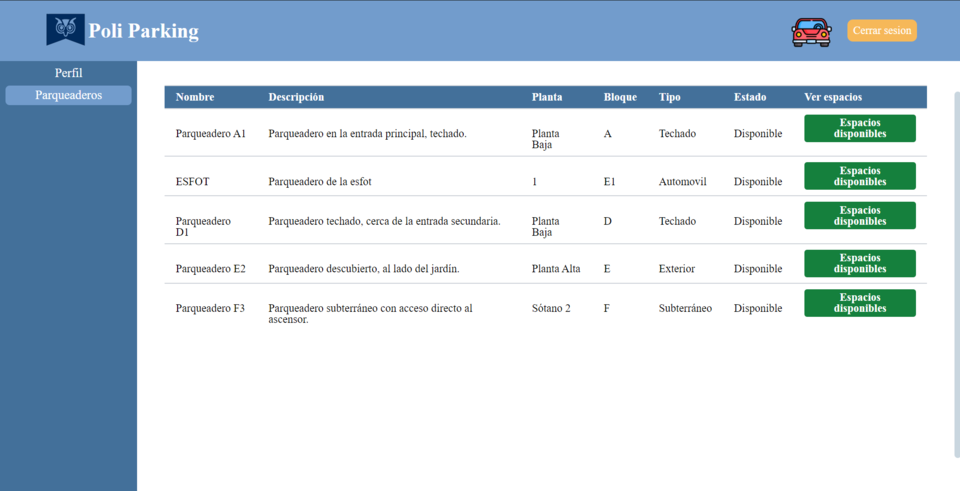 Poli Parking
Cerrar sesion
Perfil
Parqueaderos
Nombre Descripción Planta Bloque Tipo Estado Ver espacios
Parqueadero A1 Parqueadero en la entrada principal, techado. Planta Baja A Techado Disponible Espacios disponibles
ESFOT Parqueadero de la esfot 1 E1 Automovil Disponible Espacios disponibles
Parqueadero D1 Parqueadero techado, cerca de la entrada secundaria. Planta Baja D Techado Disponible Espacios disponibles
Parqueadero E2 Parqueadero descubierto, al lado del jardín. Planta Alta E Exterior Disponible Espacios disponibles
Parqueadero F3 Parqueadero subterráneo con acceso directo al ascensor. Sótano 2 F Subterráneo Disponible Espacios disponibles